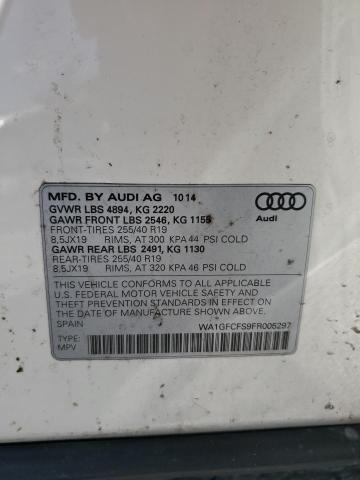 MFD. BY AUDI AG 10 14
GVWR LBS 4894, KG 2220
GAWR FRONT LBS 2546, KG 1155
FRONT-TIRES 255/40 R19
8,5JX19 RIMS, AT 300 KPA 44 PSI COLD
GAWR REAR LBS 2491, KG 1130
REAR-TIRES 255/40 R19
8,5JX19 RIMS, AT 320 KPA 46 PSI COLD
Audi
THIS VEHICLE CONFORMS TO ALL APPLICABLE
U.S. FEDERAL MOTOR VEHICLE SAFETY AND
THEFT PREVENTION STANDARDS IN EFFECT ON
THE DATE OF MANUFACTURE SHOWN ABOVE.
SPAIN
WA1GFCFS9FR005297
TYPE:
MPV